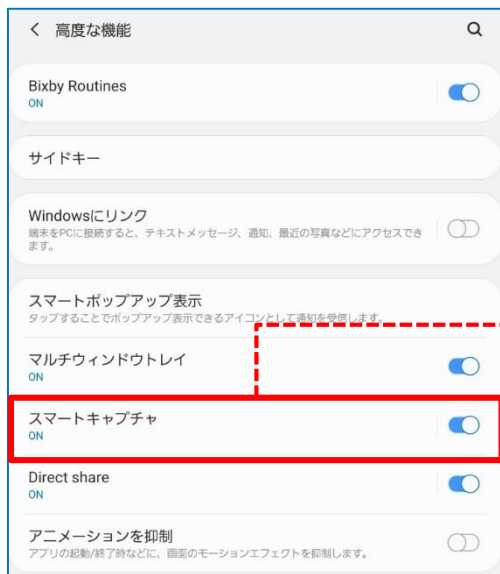 高度な機能
Bixby Routines
ON
サイドキー
Windowsにリンク
端末をPCに接続すると、テキストメッセージ、通知、最近の写真などにアクセスでき
ます。
スマートポップアップ表示
タップすることでポップアップ表示できるアイコンとして通知を受信します。
マルチウィンドウトレイ
ON
スマートキャプチャ
ON
Direct share
ON
アニメーションを抑制
アプリの起動/終了時などに、画面のモーションエフェクトを抑制します。